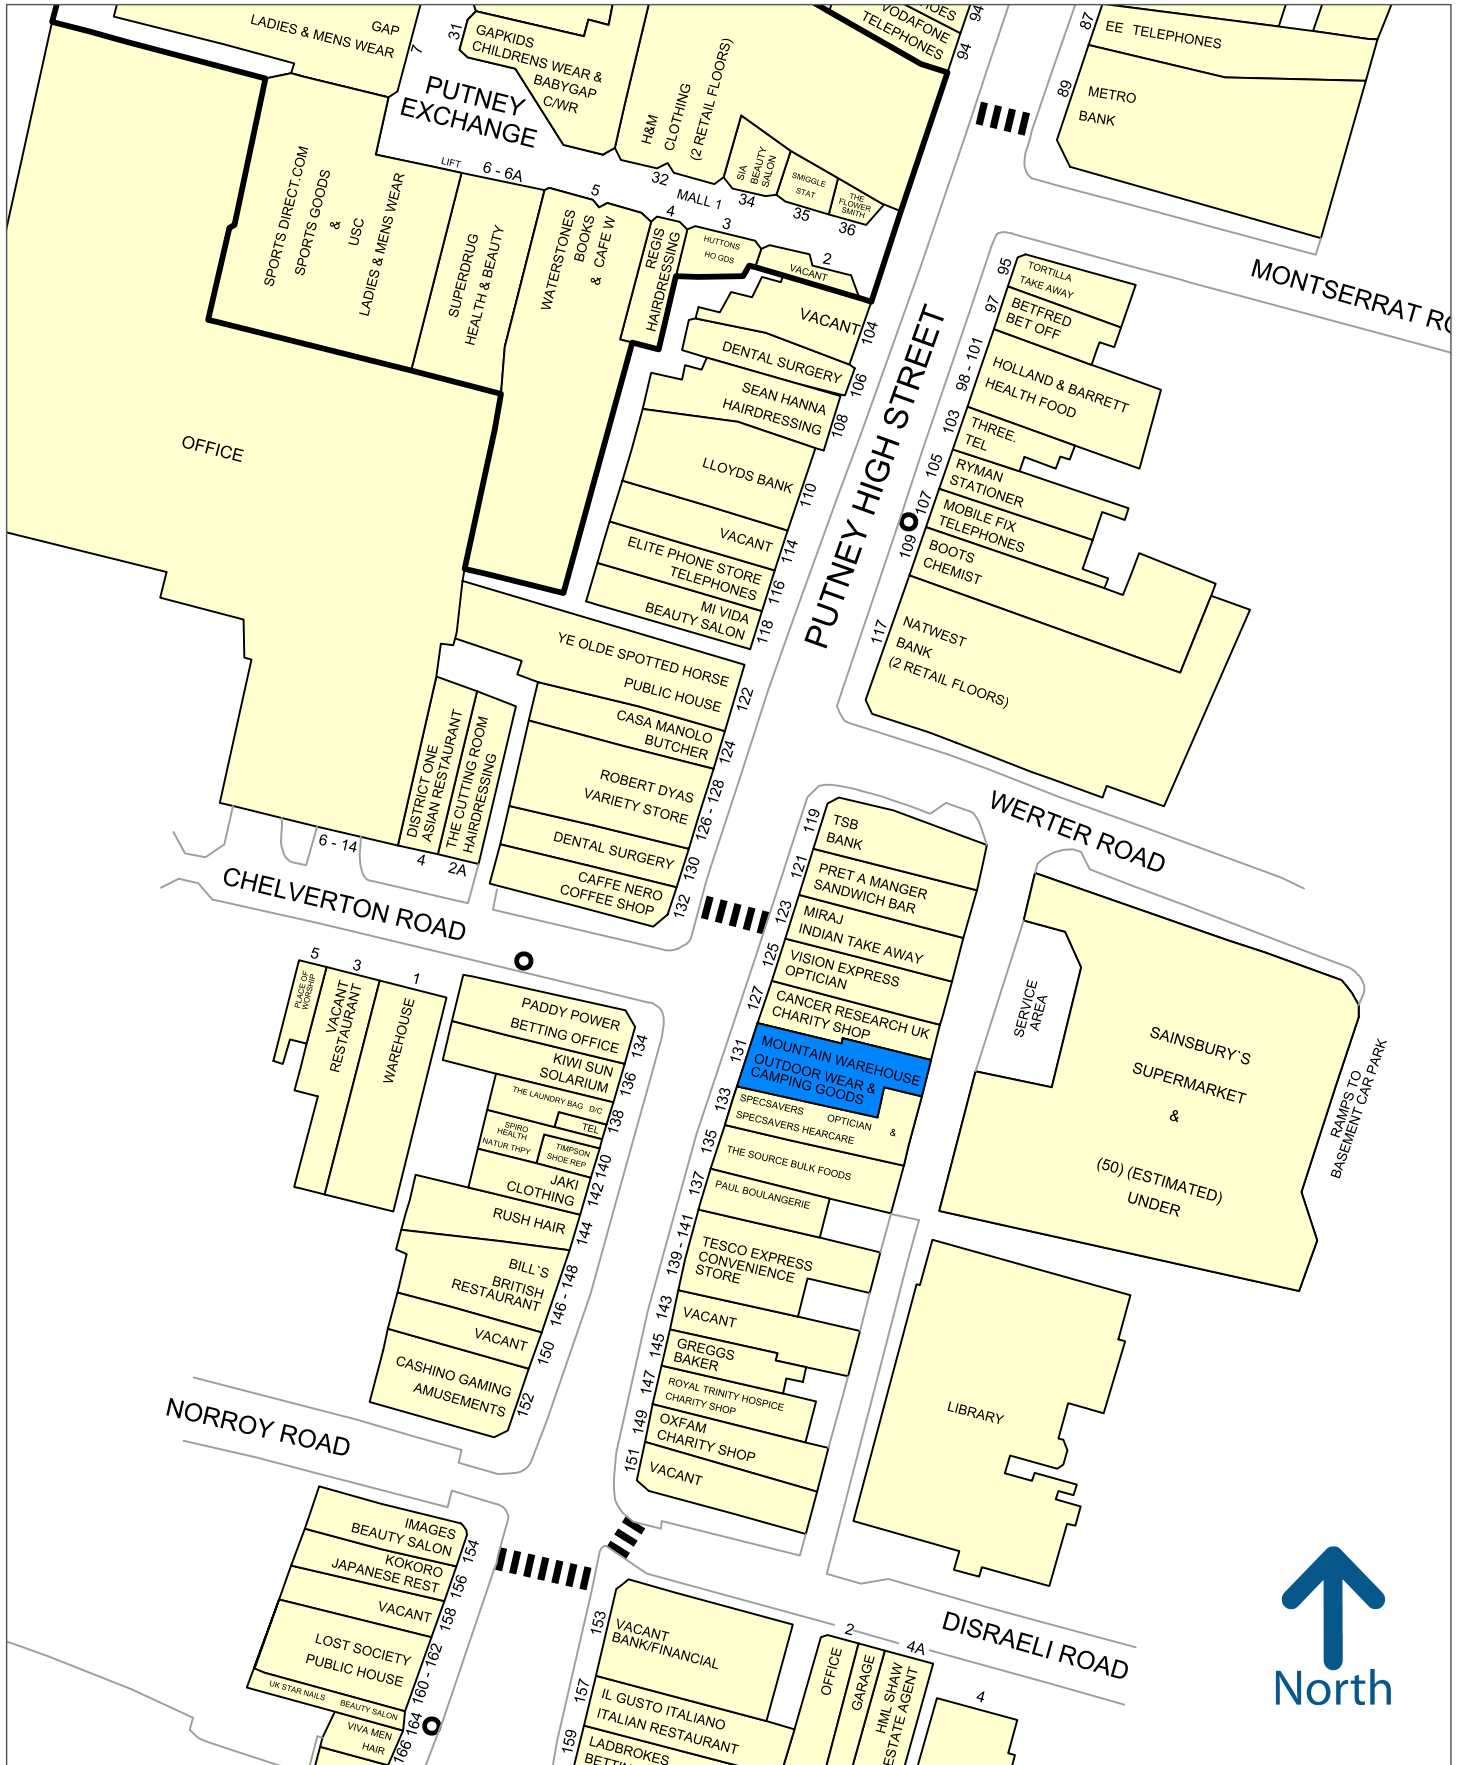 GAP
LADIES & MENS WEAR
7
31
GAPKIDS
CHILDRENS WEAR &
BABYGAP
C/WR
PUTNEY
EXCHANGE
H&M
CLOTHING
(2 RETAIL FLOORS)
VODAFONE
TELEPHONES
94
94
87
EE TELEPHONES
89
METRO
BANK
SIA
BEAUTY
SALON
SMIGGLE
STAT
THE
FLOWER
SMITH
32
MALL 1
34
35
36
LIFT
6 - 6A
5
4
3
2
SPORTS DIRECT.COM
SPORTS GOODS
&
USC
LADIES & MENS WEAR
SUPERDRUG
HEALTH & BEAUTY
WATERSTONES
BOOKS
& CAFE W
REGIS
HAIRDRESSING
HUTTONS
HO GDS
VACANT
MONTSERRAT
PUTNEY HIGH STREET
OFFICE
VACANT
104
DENTAL SURGERY
106
SEAN HANNA
HAIRDRESSING
108
LLOYDS BANK
110
VACANT
114
ELITE PHONE STORE
TELEPHONES
116
MI VIDA
BEAUTY SALON
118
YE OLDE SPOTTED HORSE
PUBLIC HOUSE
122
CASA MANOLO
BUTCHER
124
ROBERT DYAS
VARIETY STORE
126 - 128
DENTAL SURGERY
130
CAFFE NERO
COFFEE SHOP
132
95
TORTILLA
TAKE AWAY
97
BETFRED
BET OFF
98 - 101
HOLLAND & BARRETT
HEALTH FOOD
103
THREE.
TEL
105
RYMAN
STATIONER
107
MOBILE FIX
TELEPHONES
109
BOOTS
CHEMIST
117
NATWEST
BANK
(2 RETAIL FLOORS)
DISTRICT ONE
ASIAN RESTAURANT
THE CUTTING ROOM
HAIRDRESSING
6 - 14
4
2A
CHELVERTON ROAD
WERTER ROAD
119
TSB
BANK
121
PRET A MANGER
SANDWICH BAR
123
MIRAJ
INDIAN TAKE AWAY
125
VISION EXPRESS
OPTICIAN
127
CANCER RESEARCH UK
CHARITY SHOP
131
MOUNTAIN WAREHOUSE
OUTDOOR WEAR &
CAMPING GOODS
133
SPECSAVERS OPTICIAN &
SPECSAVERS HEARCARE
135
THE SOURCE BULK FOODS
137
PAUL BOULANGERIE
139 - 141
TESCO EXPRESS
CONVENIENCE
STORE
143
VACANT
145
GREGGS
BAKER
147
ROYAL TRINITY HOSPICE
CHARITY SHOP
149
OXFAM
CHARITY SHOP
151
VACANT
SERVICE
AREA
SAINSBURY`S
SUPERMARKET
&
(50) (ESTIMATED)
UNDER
RAMPS TO
BASEMENT CAR PARK
LIBRARY
5
3
1
PLACE OF
WORSHIP
VACANT
RESTAURANT
WAREHOUSE
PADDY POWER
BETTING OFFICE
134
KIWI SUN
SOLARIUM
136
THE LAUNDRY BAG D/C
138
TEL
SPIRO
HEALTH
NATUR THPY
TIMPSON
SHOE REP
140
JAKI
CLOTHING
142
RUSH HAIR
144
BILL`S
BRITISH
RESTAURANT
146 - 148
VACANT
150
CASHINO GAMING
AMUSEMENTS
152
NORROY ROAD
IMAGES
BEAUTY SALON
154
KOKORO
JAPANESE REST
156
VACANT
158
LOST SOCIETY
PUBLIC HOUSE
160 - 162
UK STAR NAILS BEAUTY SALON
164
VIVA MEN
HAIR
166
DISRAELI ROAD
153
VACANT
BANK/FINANCIAL
157
IL GUSTO ITALIANO
ITALIAN RESTAURANT
159
LADBROKES
2
4A
4
OFFICE
GARAGE
HML SHAW
ESTATE AGENT
North